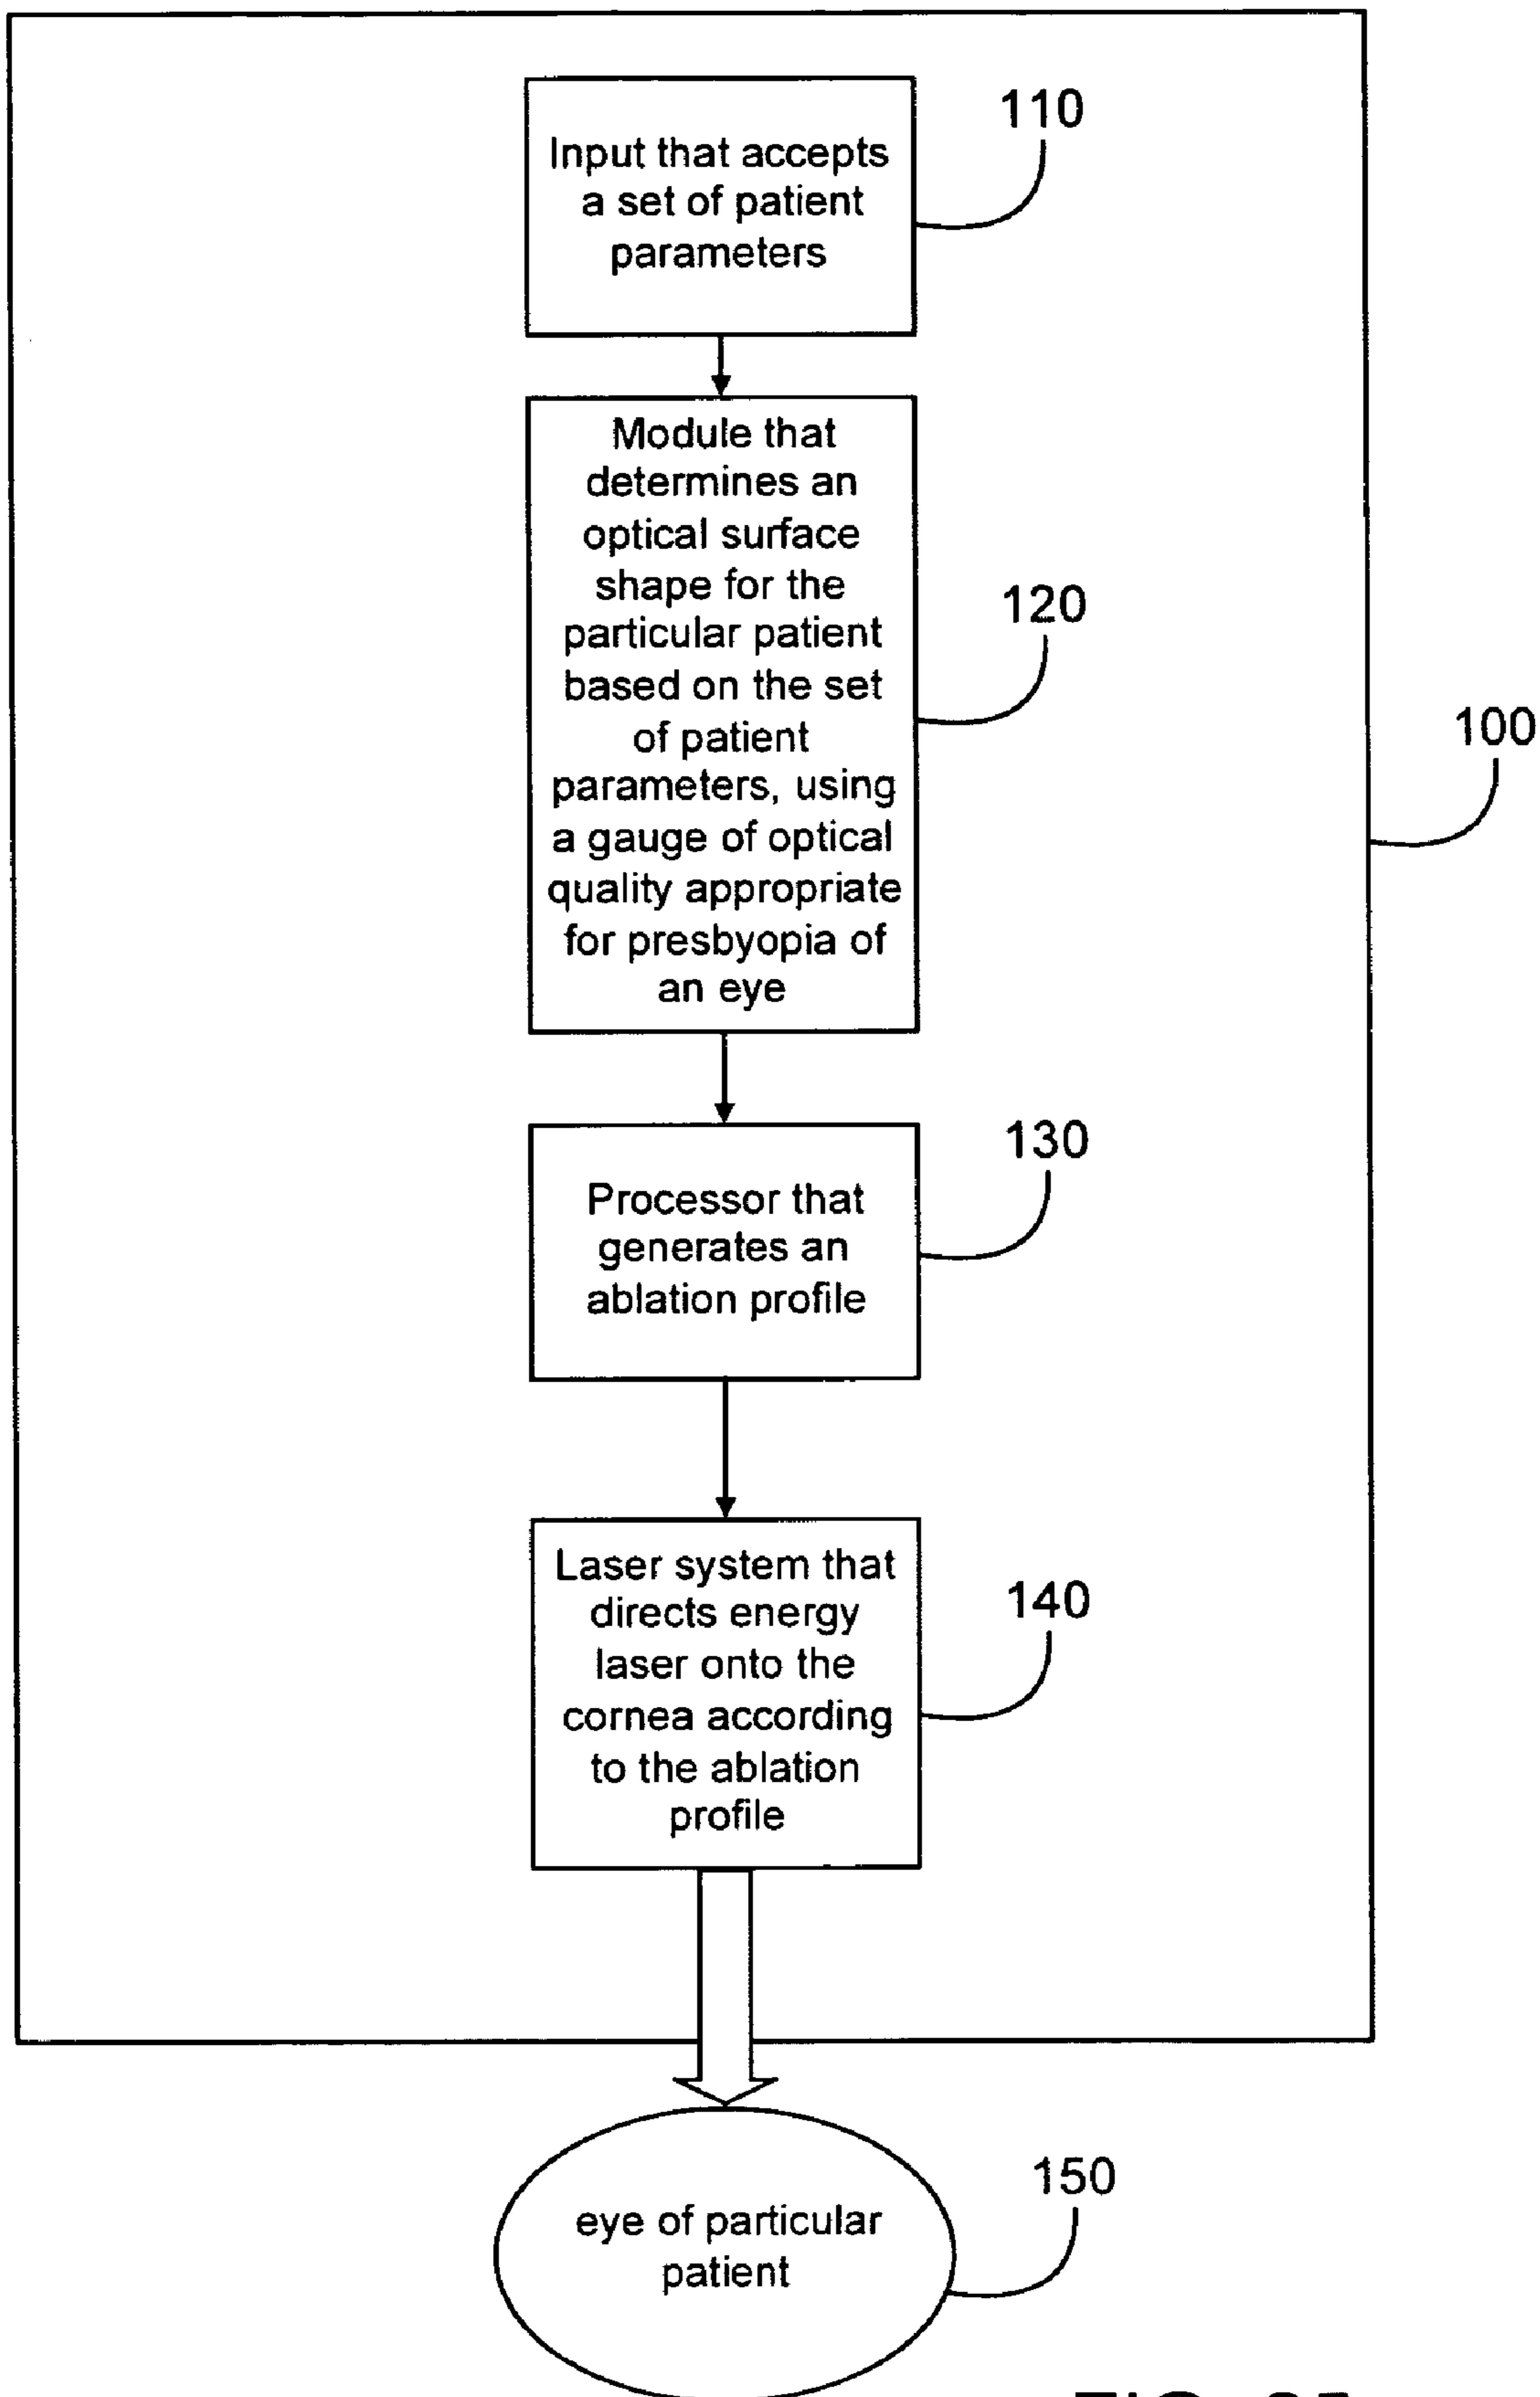 110
Input that accepts
a set of patient
parameters
Module that
determines an
optical surface
shape for the
particular patient
based on the set
of patient
parameters, using
a gauge of optical
quality appropriate
for presbyopia of
an eye
120
100
130
Processor that
generates an
ablation profile
Laser system that
directs energy
laser onto the
cornea according
to the ablation
profile
140
150
eye of particular
patient